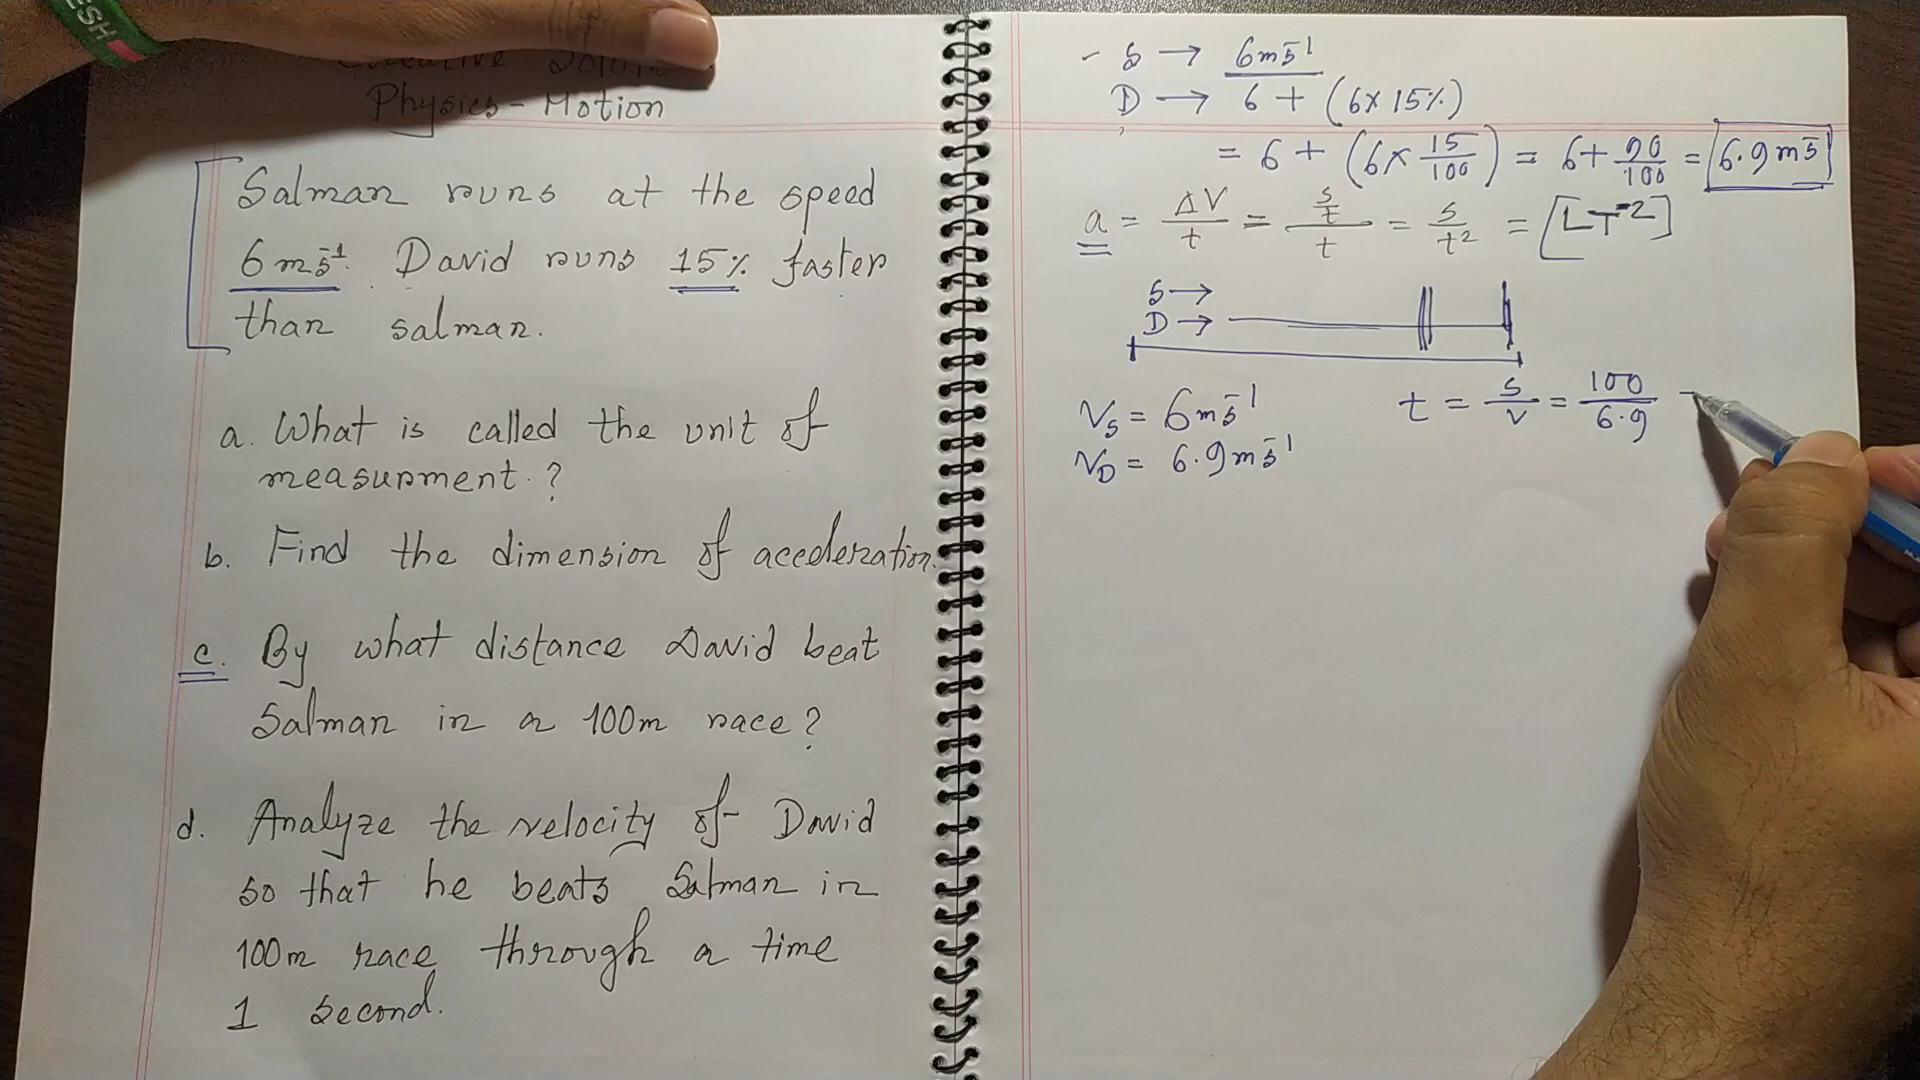 ESH
Physics - Motion
Salman runs at the speed
6 ms⁻¹. David runs 15% faster
than salman.
a. What is called the unit of
measurment.?
b. Find the dimension of acceleration.
c. By what distance David beat
Salman in a 100m race?
d. Analyze the velocity of David
so that he beats Salman in
100m race through a time
1 second.
- S → 6ms⁻¹
D → 6 + (6×15%)
= 6 + (6×15/100) = 6+90/100 = 6.9ms⁻
a = ΔV/t = (s/t)/t = s/t² = [LT⁻²]
S→
D→
Vs = 6ms⁻¹
VD = 6.9ms⁻¹
t = s/v = 100/6.9